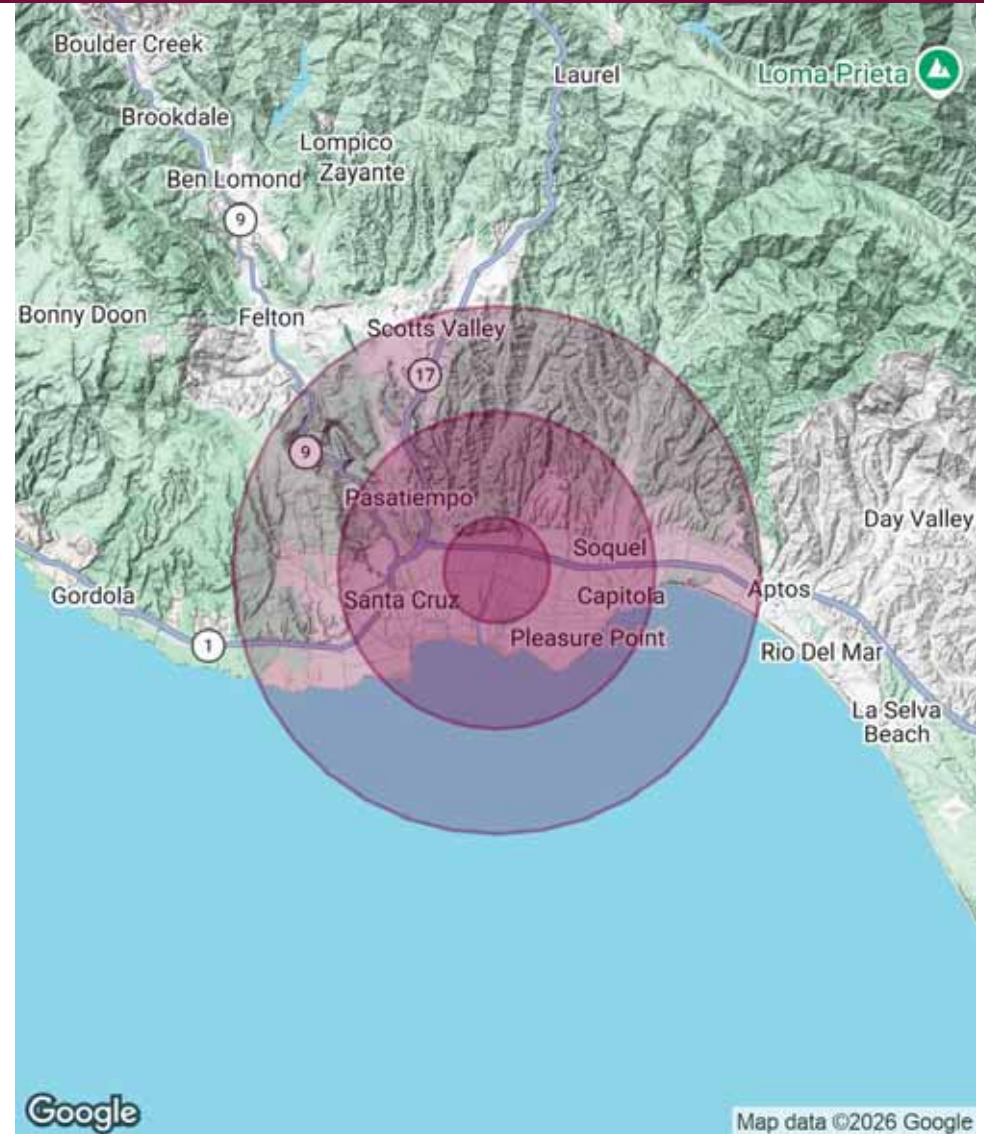 Boulder Creek
Laurel
Loma Prieta
Brookdale
Lompico
Zayante
Ben Lomond
9
Bonny Doon
Felton
Scotts Valley
17
9
Pasatiempo
Day Valley
Soquel
Gordola
Santa Cruz
Capitola
Aptos
1
Pleasure Point
Rio Del Mar
La Selva
Beach
Google
Map data ©2026 Google